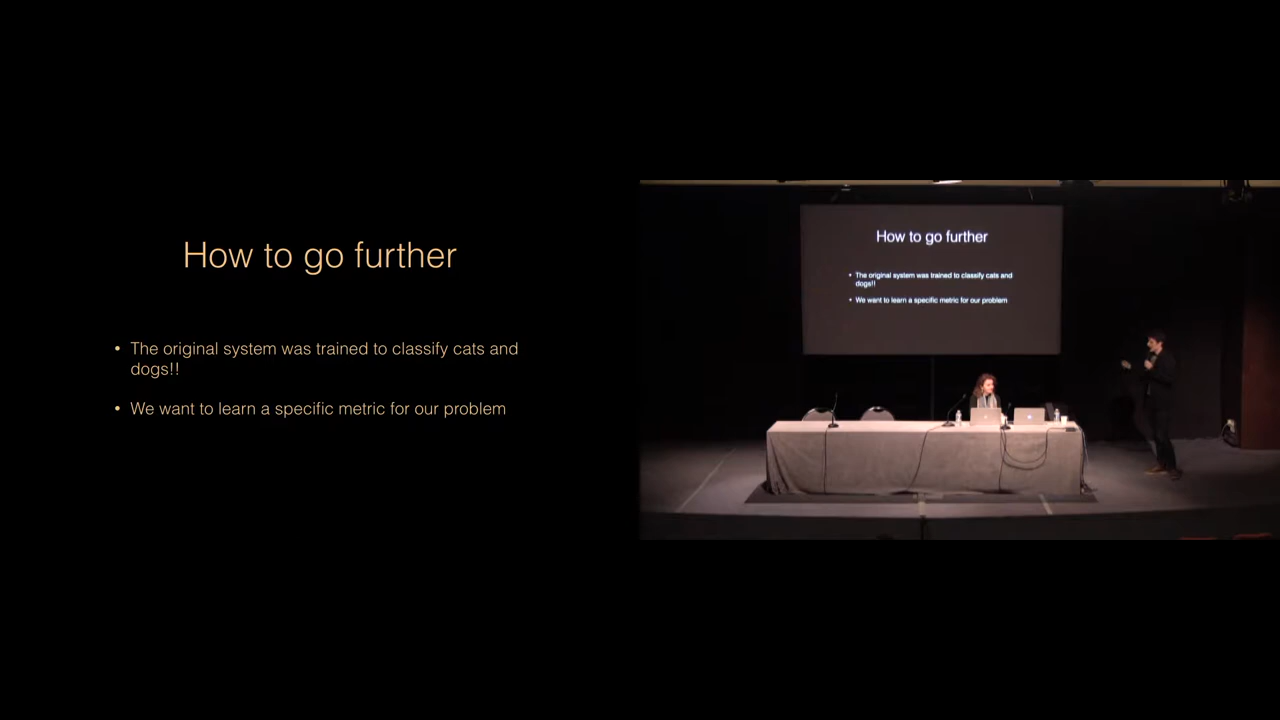 How to go further
• The original system was trained to classify cats and
dogs!!
• We want to learn a specific metric for our problem
How to go further
• The original system was trained to classify cats and
dogs!!
• We want to learn a specific metric for our problem